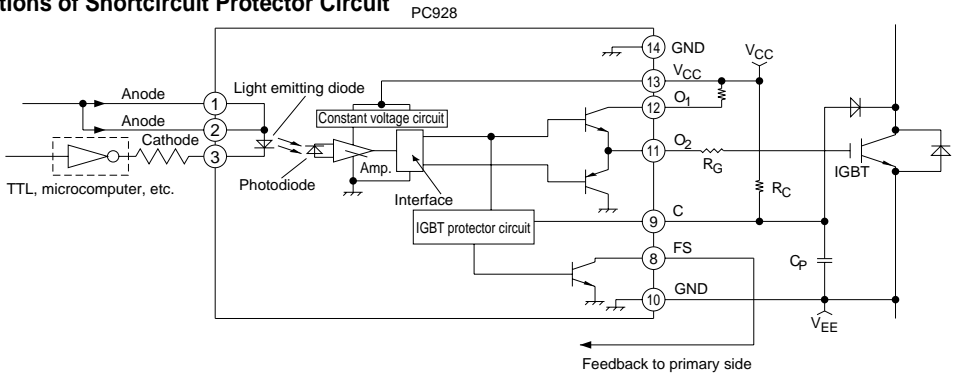 tions of Shortcircuit Protector Circuit
PC928
14 GND
VCC
13 VCC
Anode
Light emitting diode
1
12 O1
Constant voltage circuit
Anode
2
Cathode
3
11 O2
Amp.
RG
IGBT
TTL, microcomputer, etc.
Photodiode
Interface
RC
9 C
IGBT protector circuit
8 FS
CP
10 GND
VEE
Feedback to primary side